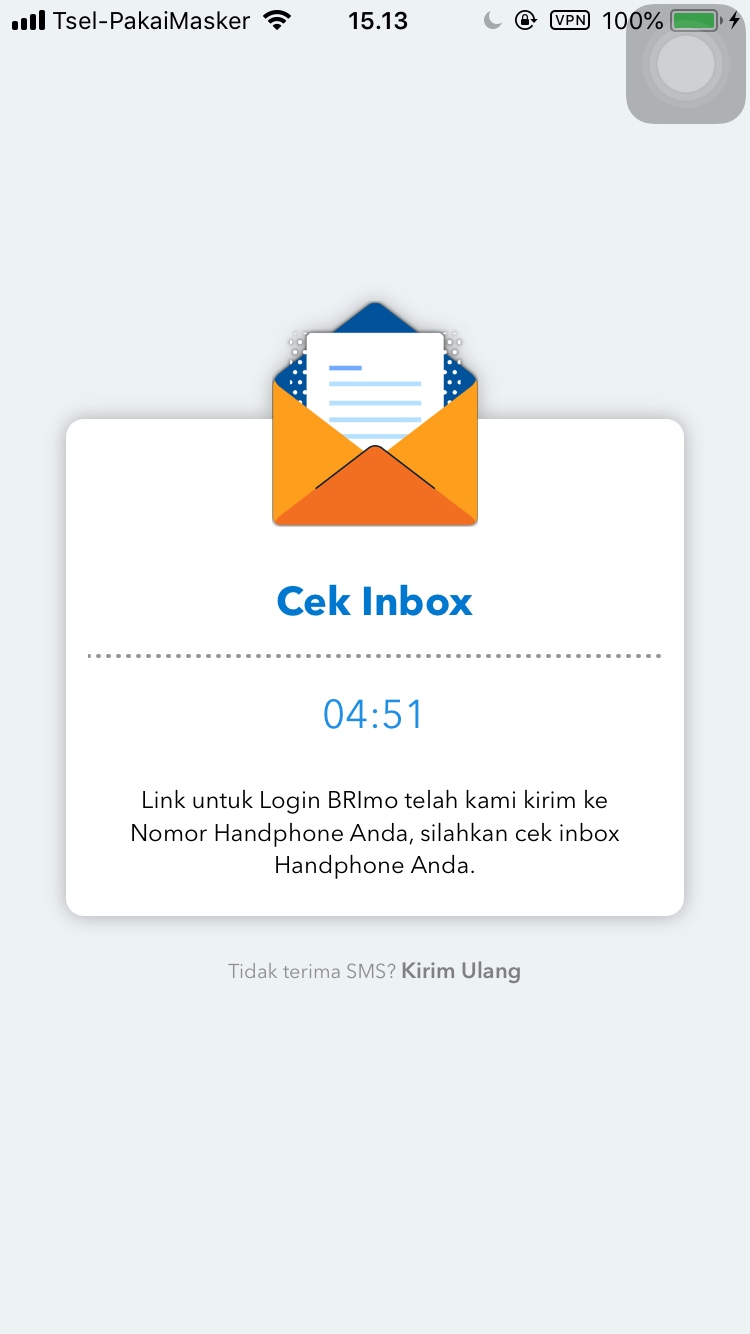 Tsel-PakaiMasker 15.13 VPN 100%
Cek Inbox
04:51
Link untuk Login BRImo telah kami kirim ke
Nomor Handphone Anda, silahkan cek inbox
Handphone Anda.
Tidak terima SMS? Kirim Ulang